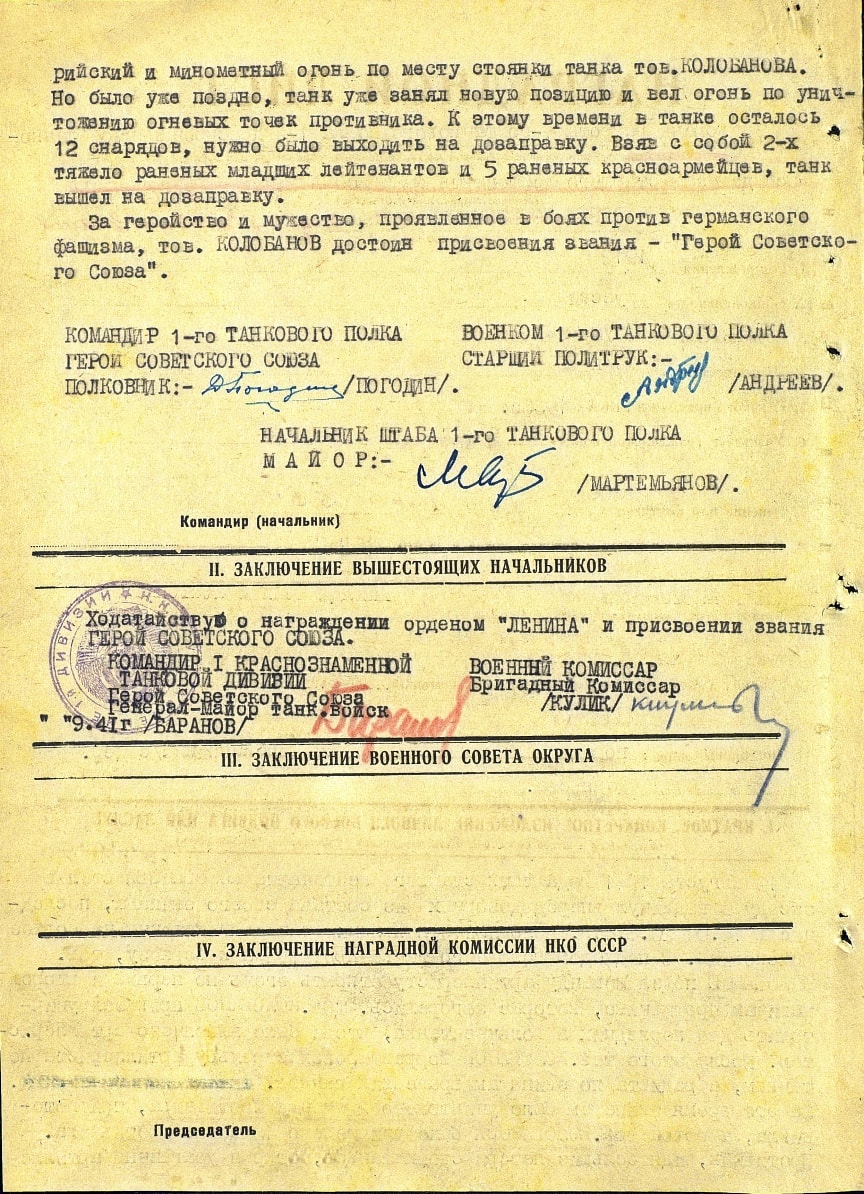 рийский и минометный огонь по месту стоянки танка тов.КОЛОБАНОВА.
Но было уже поздно, танк уже занял новую позицию и вел огонь по унич-
тожению огневых точек противника. К этому времени в танке осталось
12 снарядов, нужно было выходить на дозаправку. Взяв с собой 2-х
тяжело раненых младших лейтенантов и 5 раненых красноармейцев, танк
вышел на дозаправку.
За геройство и мужество, проявленное в боях против германского
фашизма, тов. КОЛОБАНОВ достоин присвоения звания - "Герой Советско-
го Союза".
КОМАНДИР 1-го ТАНКОВОГО ПОЛКА
ГЕРОЙ СОВЕТСКОГО СОЮЗА
ПОЛКОВНИК:- /ПОГОДИН/.
ВОЕНКОМ 1-го ТАНКОВОГО ПОЛКА
СТАРШИЙ ПОЛИТРУК:-
/АНДРЕЕВ/.
НАЧАЛЬНИК ШТАБА 1-го ТАНКОВОГО ПОЛКА
МАЙОР:-
/МАРТЕМЬЯНОВ/.
Командир (начальник)
II. ЗАКЛЮЧЕНИЕ ВЫШЕСТОЯЩИХ НАЧАЛЬНИКОВ
Ходатайствую о награждении орденом "ЛЕНИНА" и присвоении звания
ГЕРОЙ СОВЕТСКОГО СОЮЗА.
КОМАНДИР I КРАСНОЗНАМЕННОЙ
ТАНКОВОЙ ДИВИЗИИ
Герой Советского Союза
Генерал-Майор танк.войск
" "9.41г /БАРАНОВ/
ВОЕННЫЙ КОМИССАР
Бригадный Комиссар
/КУЛИК/
III. ЗАКЛЮЧЕНИЕ ВОЕННОГО СОВЕТА ОКРУГА
IV. ЗАКЛЮЧЕНИЕ НАГРАДНОЙ КОМИССИИ НКО СССР
Председатель